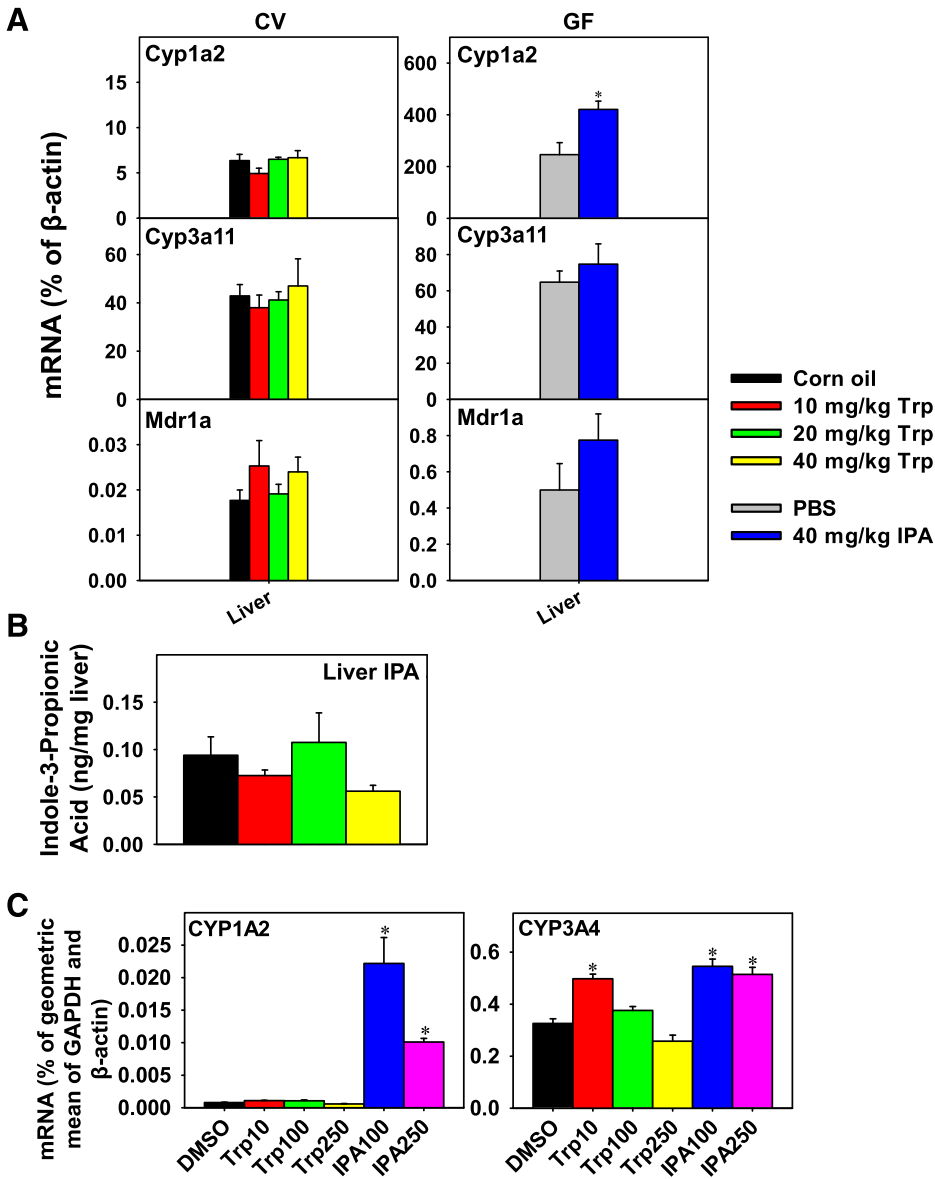 A
CV
GF
mRNA (% of β-actin)
Cyp1a2
15
10
5
0
Cyp1a2
600
400
*
200
0
Cyp3a11
60
40
20
0
Cyp3a11
80
60
40
20
0
Mdr1a
0.03
0.02
0.01
0.00
Liver
Mdr1a
0.8
0.6
0.4
0.2
0.0
Liver
Corn oil
10 mg/kg Trp
20 mg/kg Trp
40 mg/kg Trp
PBS
40 mg/kg IPA
B
Indole-3-Propionic
Acid (ng/mg liver)
Liver IPA
0.15
0.10
0.05
0.00
C
mRNA (% of geometric
mean of GAPDH and
β-actin)
CYP1A2
0.025
0.020
0.015
0.010
0.005
0.000
*
*
DMSO
Trp10
Trp100
Trp250
IPA100
IPA250
CYP3A4
0.6
0.4
0.2
0.0
*
*
*
DMSO
Trp10
Trp100
Trp250
IPA100
IPA250